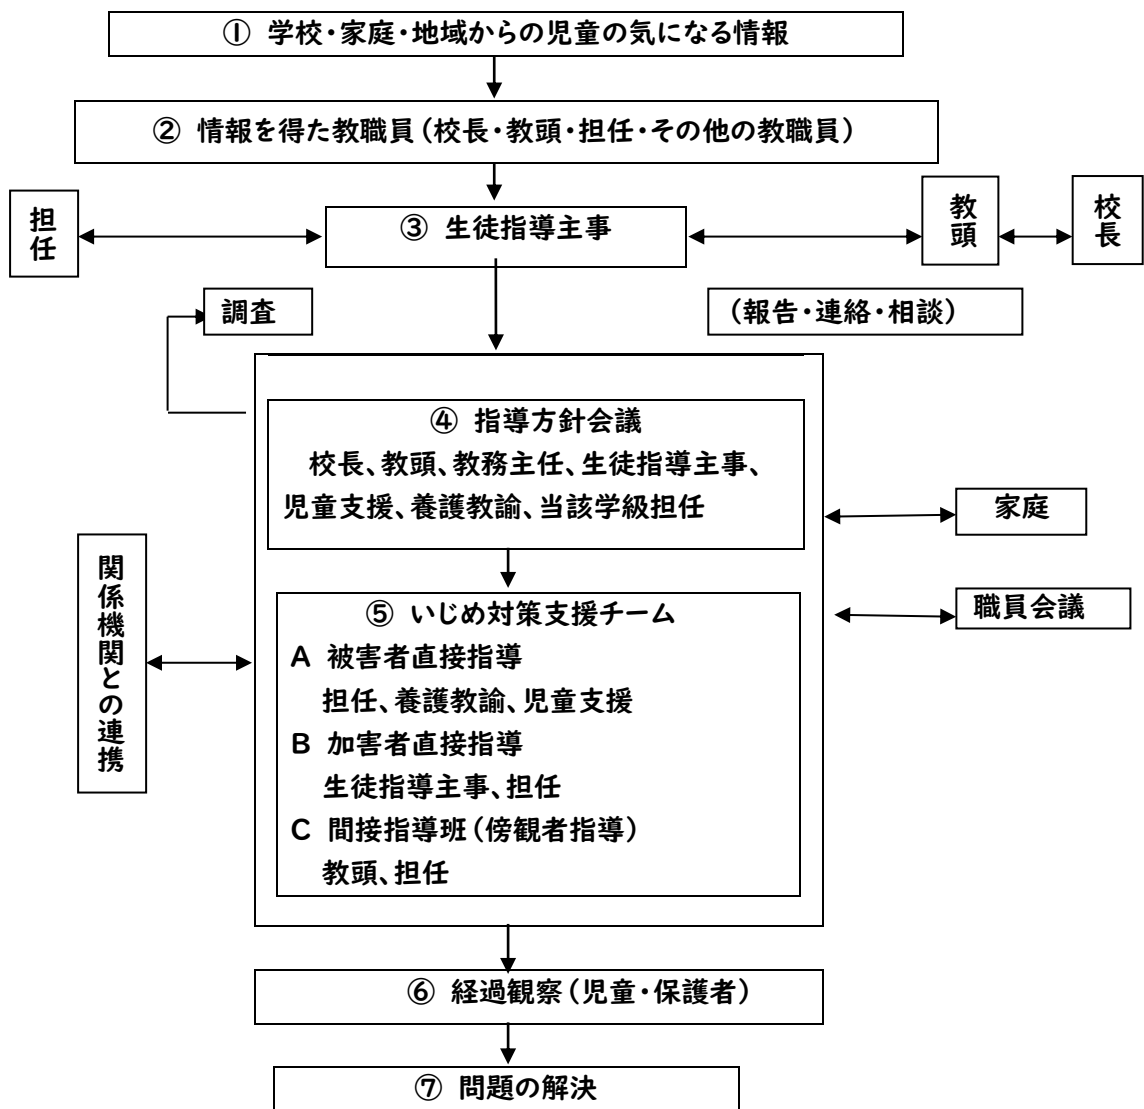 ① 学校・家庭・地域からの児童の気になる情報
② 情報を得た教職員(校長・教頭・担任・その他の教職員)
担任
③ 生徒指導主事
教頭
校長
調査
(報告・連絡・相談)
④ 指導方針会議
校長、教頭、教務主任、生徒指導主事、
児童支援、養護教諭、当該学級担任
家庭
関係機関との連携
⑤ いじめ対策支援チーム
職員会議
A 被害者直接指導
担任、養護教諭、児童支援
B 加害者直接指導
生徒指導主事、担任
C 間接指導班(傍観者指導)
教頭、担任
⑥ 経過観察(児童・保護者)
⑦ 問題の解決